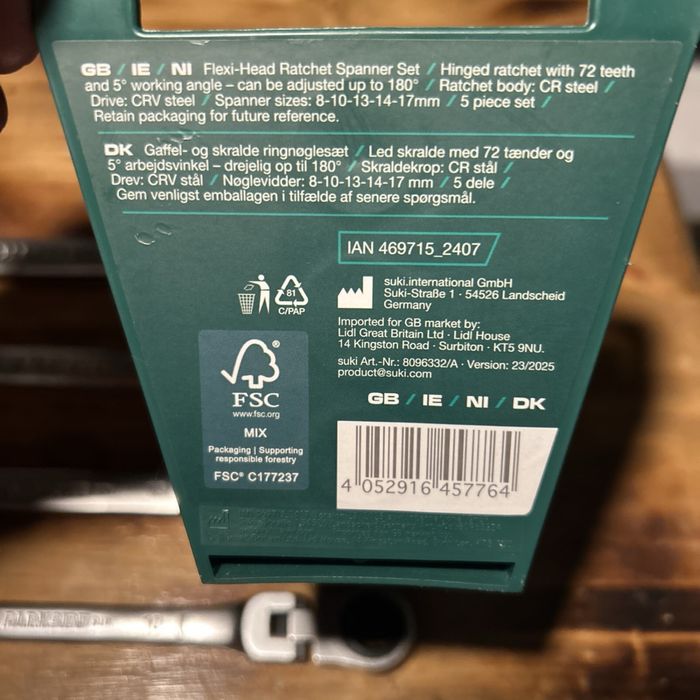 GB / IE / NI Flexi-Head Ratchet Spanner Set / Hinged ratchet with 72 teeth
and 5° working angle – can be adjusted up to 180° / Ratchet body: CR steel /
Drive: CRV steel / Spanner sizes: 8-10-13-14-17mm / 5 piece set /
Retain packaging for future reference.
DK Gaffel- og skralde ringnøglesæt / Led skralde med 72 tænder og
5° arbejdsvinkel – drejelig op til 180° / Skraldekrop: CR stål /
Drev: CRV stål / Nøglevidder: 8-10-13-14-17 mm / 5 dele /
Gem venligst emballagen i tilfælde af senere spørgsmål.
IAN 469715_2407
81
C/PAP
suki.international GmbH
Suki-Straße 1 · 54526 Landscheid
Germany
Imported for GB market by:
Lidl Great Britain Ltd · Lidl House
14 Kingston Road · Surbiton · KT5 9NU.
suki Art.-Nr.: 8096332/A · Version: 23/2025
product@suki.com
GB / IE / NI / DK
FSC
www.fsc.org
MIX
Packaging | Supporting
responsible forestry
FSC® C177237
4 052916 457764
PARKSIDE